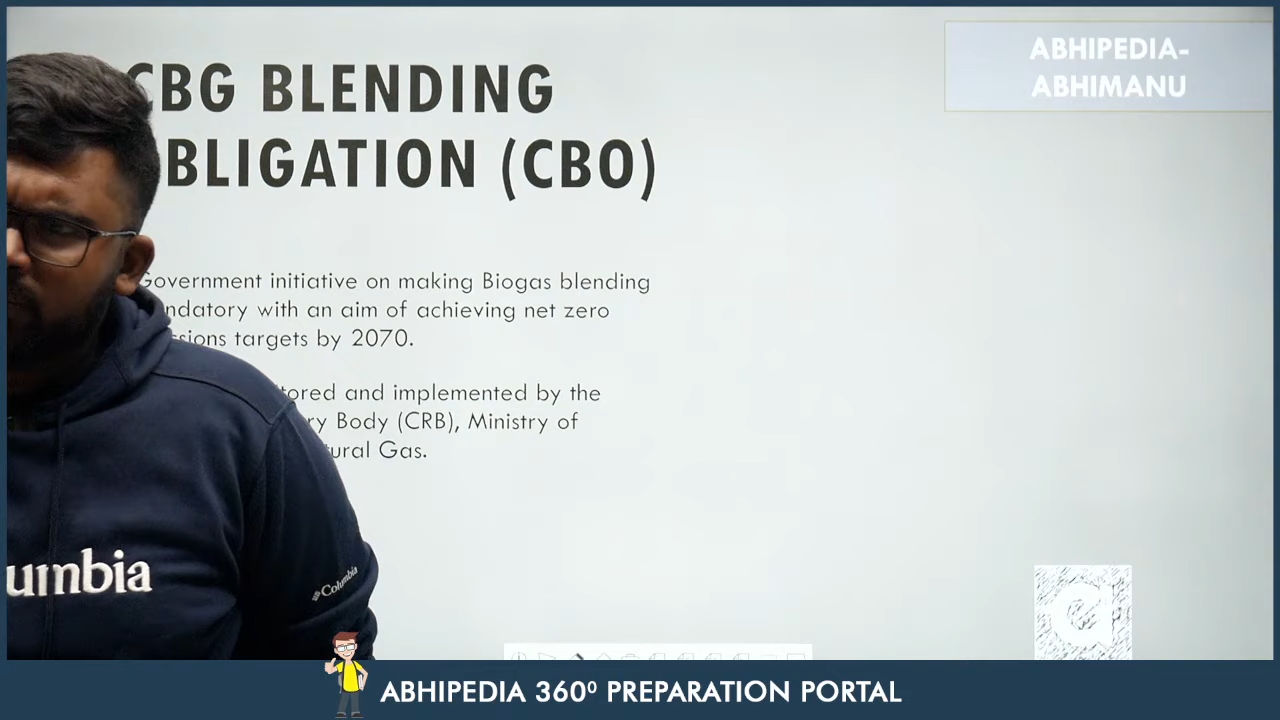 CBG BLENDING
BLIGATION (CBO)
ABHIPEDIA-
ABHIMANU
Government initiative on making Biogas blending
ndatory with an aim of achieving net zero
ssions targets by 2070.
tored and implemented by the
ry Body (CRB), Ministry of
tural Gas.
umbia
Columbia
ABHIPEDIA 360⁰ PREPARATION PORTAL